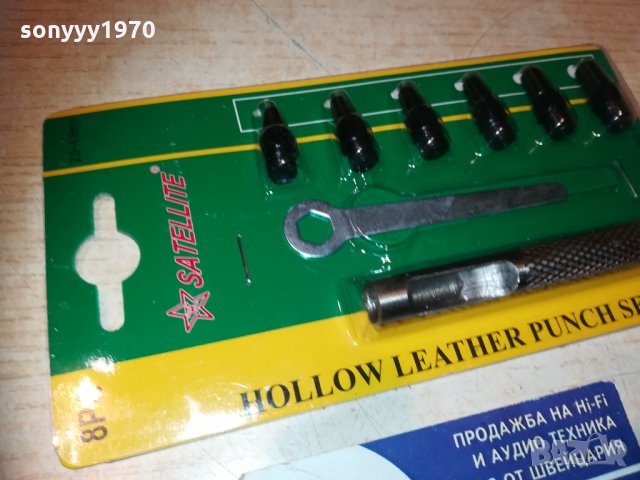 sonyyy1970
SATELLITE
8P
HOLLOW LEATHER PUNCH SE
ПРОДАЖБА НА Hi-Fi
И АУДИО ТЕХНИКА
ОТ ШВЕЙЦАРИЯ